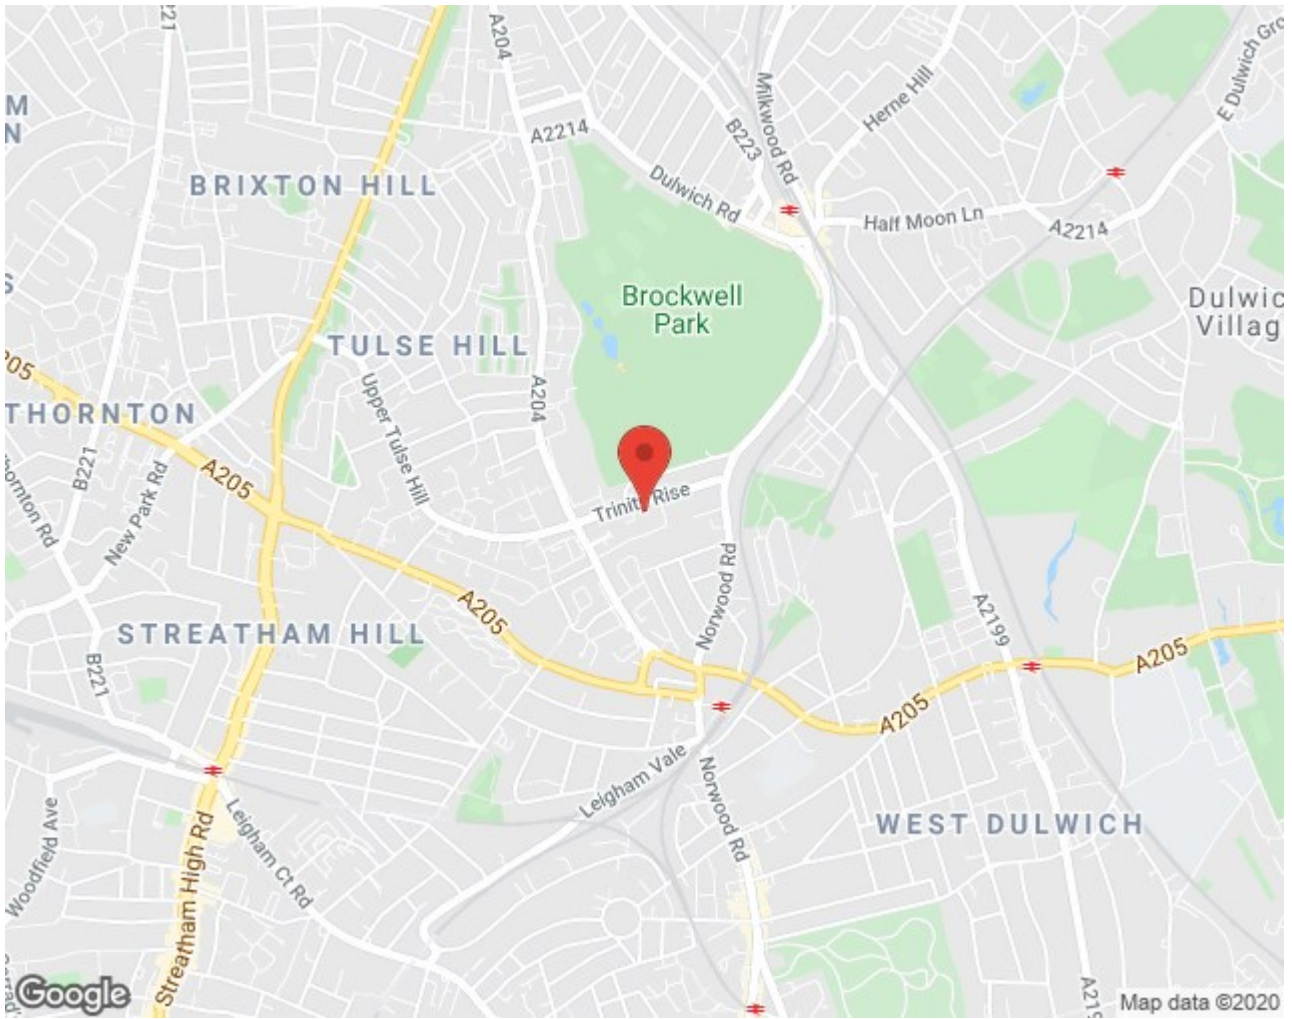 A204
Milkwood Rd
Herne Hill
E Dulwich Gro
M
N
A2214
B223
BRIXTON HILL
Dulwich Rd
Half Moon Ln
A2214
S
Brockwell
Park
Dulwic
Villag
TULSE HILL
205
A204
Upper Tulse Hill
THORNTON
B221
A205
New Park Rd
Trinity Rise
Norwood Rd
A205
A2199
STREATHAM HILL
B221
A205
A205
Leigham Vale
Norwood Rd
WEST DULWICH
Woodfield Ave
Leigham Ct Rd
Streatham High Rd
A219
Google
Map data ©2020